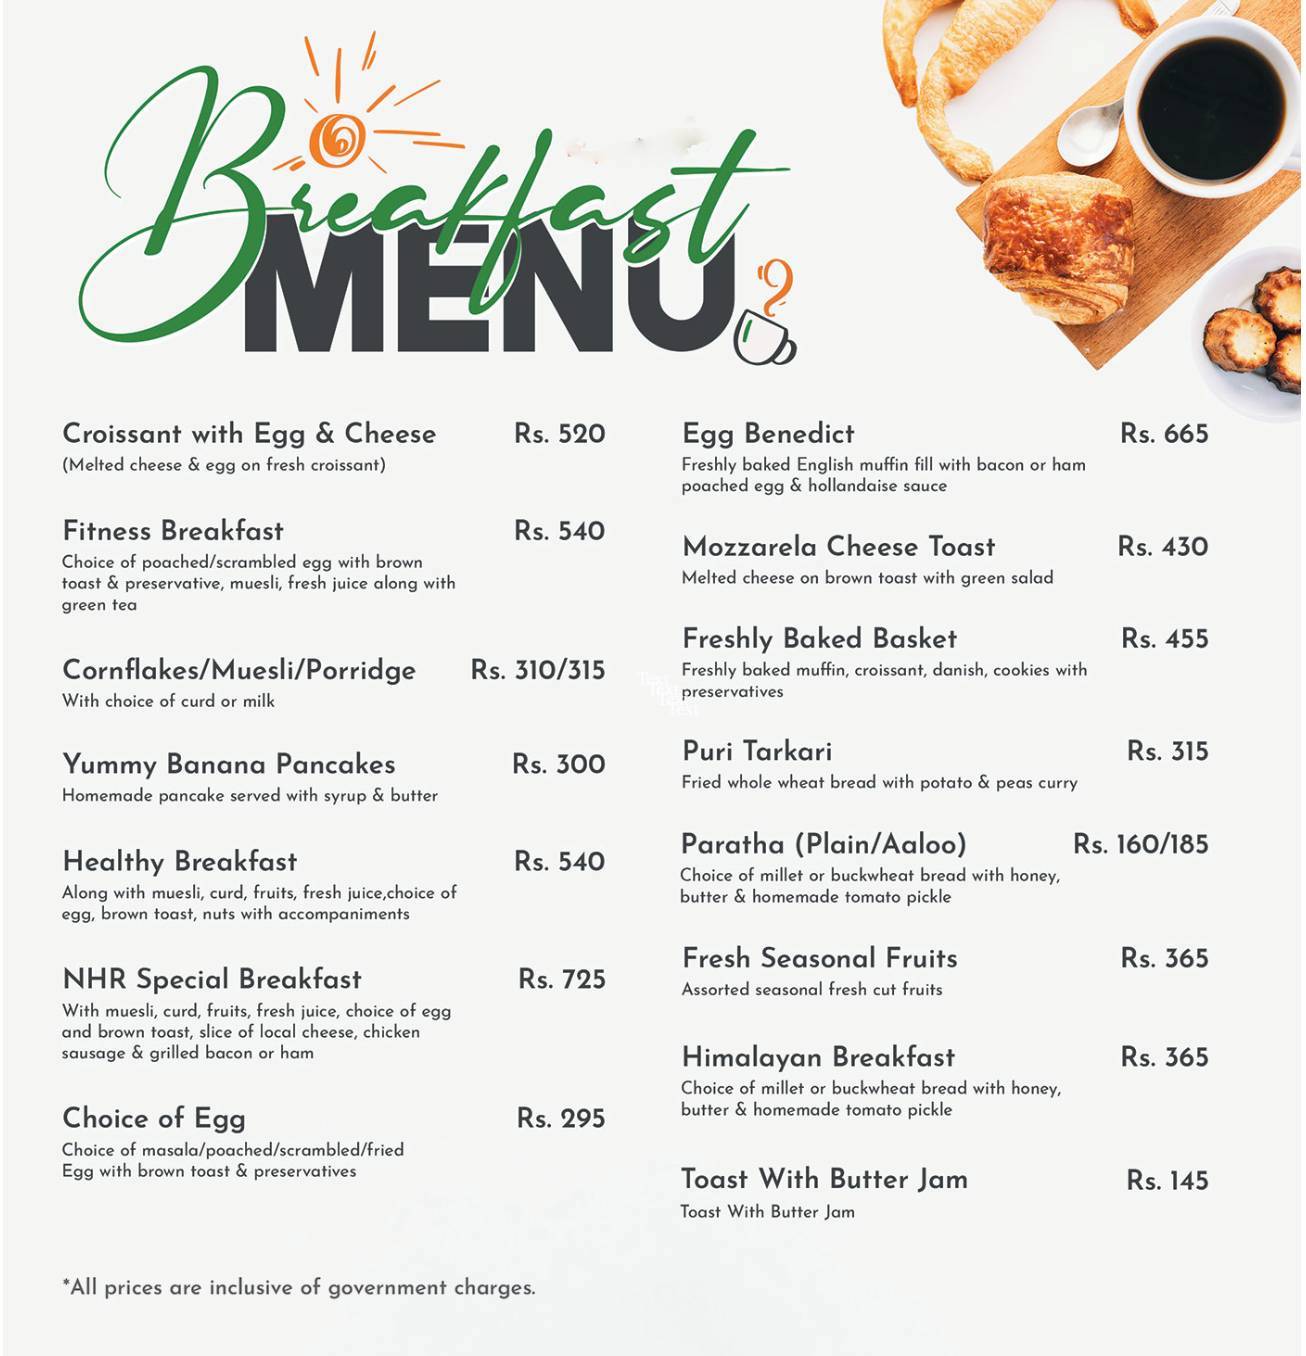 Breakfast
MENU
Croissant with Egg & Cheese Rs. 520
(Melted cheese & egg on fresh croissant)
Fitness Breakfast Rs. 540
Choice of poached/scrambled egg with brown
toast & preservative, muesli, fresh juice along with
green tea
Cornflakes/Muesli/Porridge Rs. 310/315
With choice of curd or milk
Yummy Banana Pancakes Rs. 300
Homemade pancake served with syrup & butter
Healthy Breakfast Rs. 540
Along with muesli, curd, fruits, fresh juice,choice of
egg, brown toast, nuts with accompaniments
NHR Special Breakfast Rs. 725
With muesli, curd, fruits, fresh juice, choice of egg
and brown toast, slice of local cheese, chicken
sausage & grilled bacon or ham
Choice of Egg Rs. 295
Choice of masala/poached/scrambled/fried
Egg with brown toast & preservatives
Egg Benedict Rs. 665
Freshly baked English muffin fill with bacon or ham
poached egg & hollandaise sauce
Mozzarela Cheese Toast Rs. 430
Melted cheese on brown toast with green salad
Freshly Baked Basket Rs. 455
Freshly baked muffin, croissant, danish, cookies with
preservatives
Text
Text
Text
Text
Puri Tarkari Rs. 315
Fried whole wheat bread with potato & peas curry
Paratha (Plain/Aaloo) Rs. 160/185
Choice of millet or buckwheat bread with honey,
butter & homemade tomato pickle
Fresh Seasonal Fruits Rs. 365
Assorted seasonal fresh cut fruits
Himalayan Breakfast Rs. 365
Choice of millet or buckwheat bread with honey,
butter & homemade tomato pickle
Toast With Butter Jam Rs. 145
Toast With Butter Jam
*All prices are inclusive of government charges.